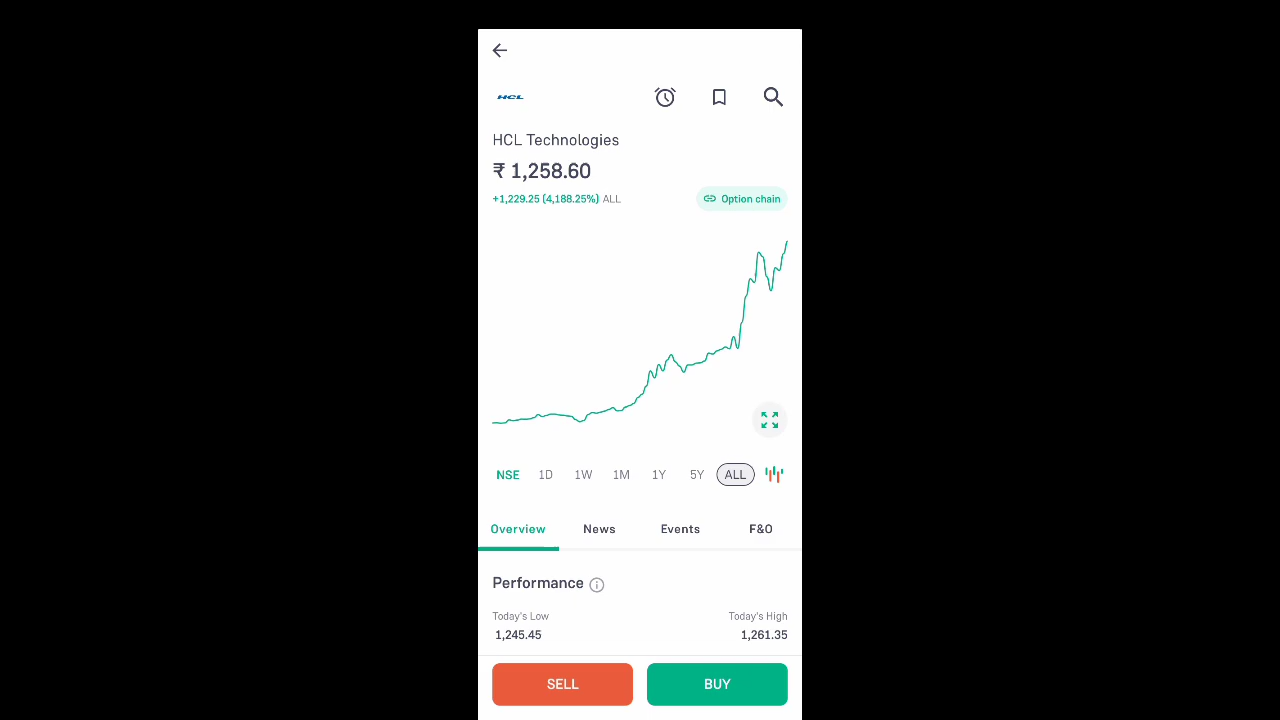 HCL
HCL Technologies
₹ 1,258.60
+1,229.25 (4,188.25%) ALL
Option chain
NSE 1D 1W 1M 1Y 5Y ALL
Overview News Events F&O
Performance
Today's Low Today's High
1,245.45 1,261.35
SELL BUY